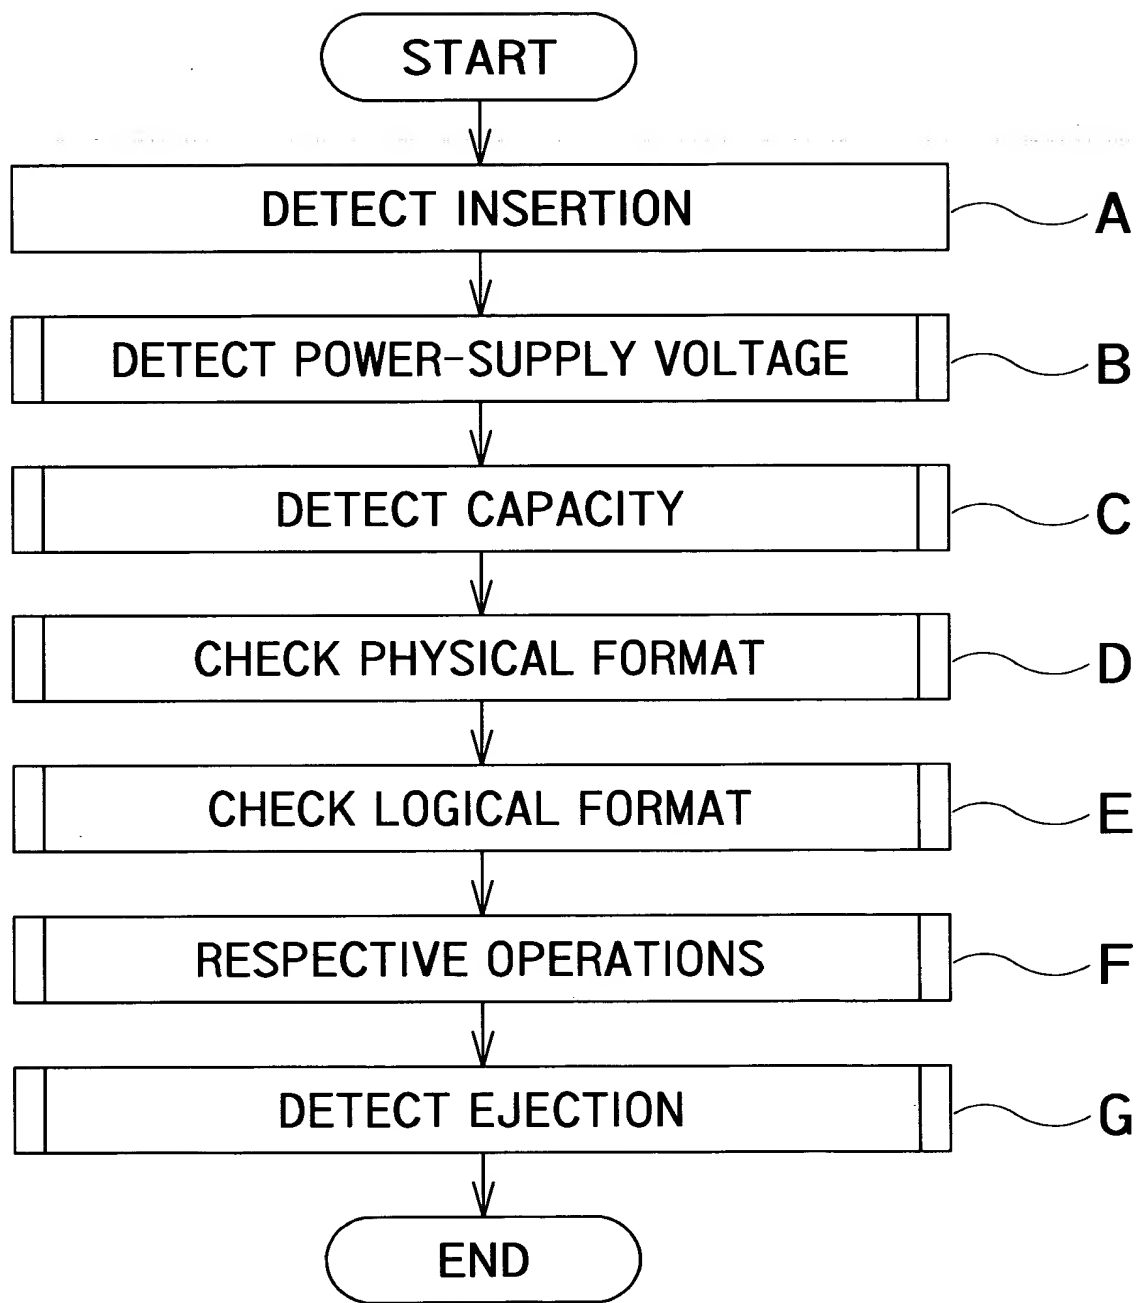 START
DETECT INSERTION
A
DETECT POWER-SUPPLY VOLTAGE
B
DETECT CAPACITY
C
CHECK PHYSICAL FORMAT
D
CHECK LOGICAL FORMAT
E
RESPECTIVE OPERATIONS
F
DETECT EJECTION
G
END